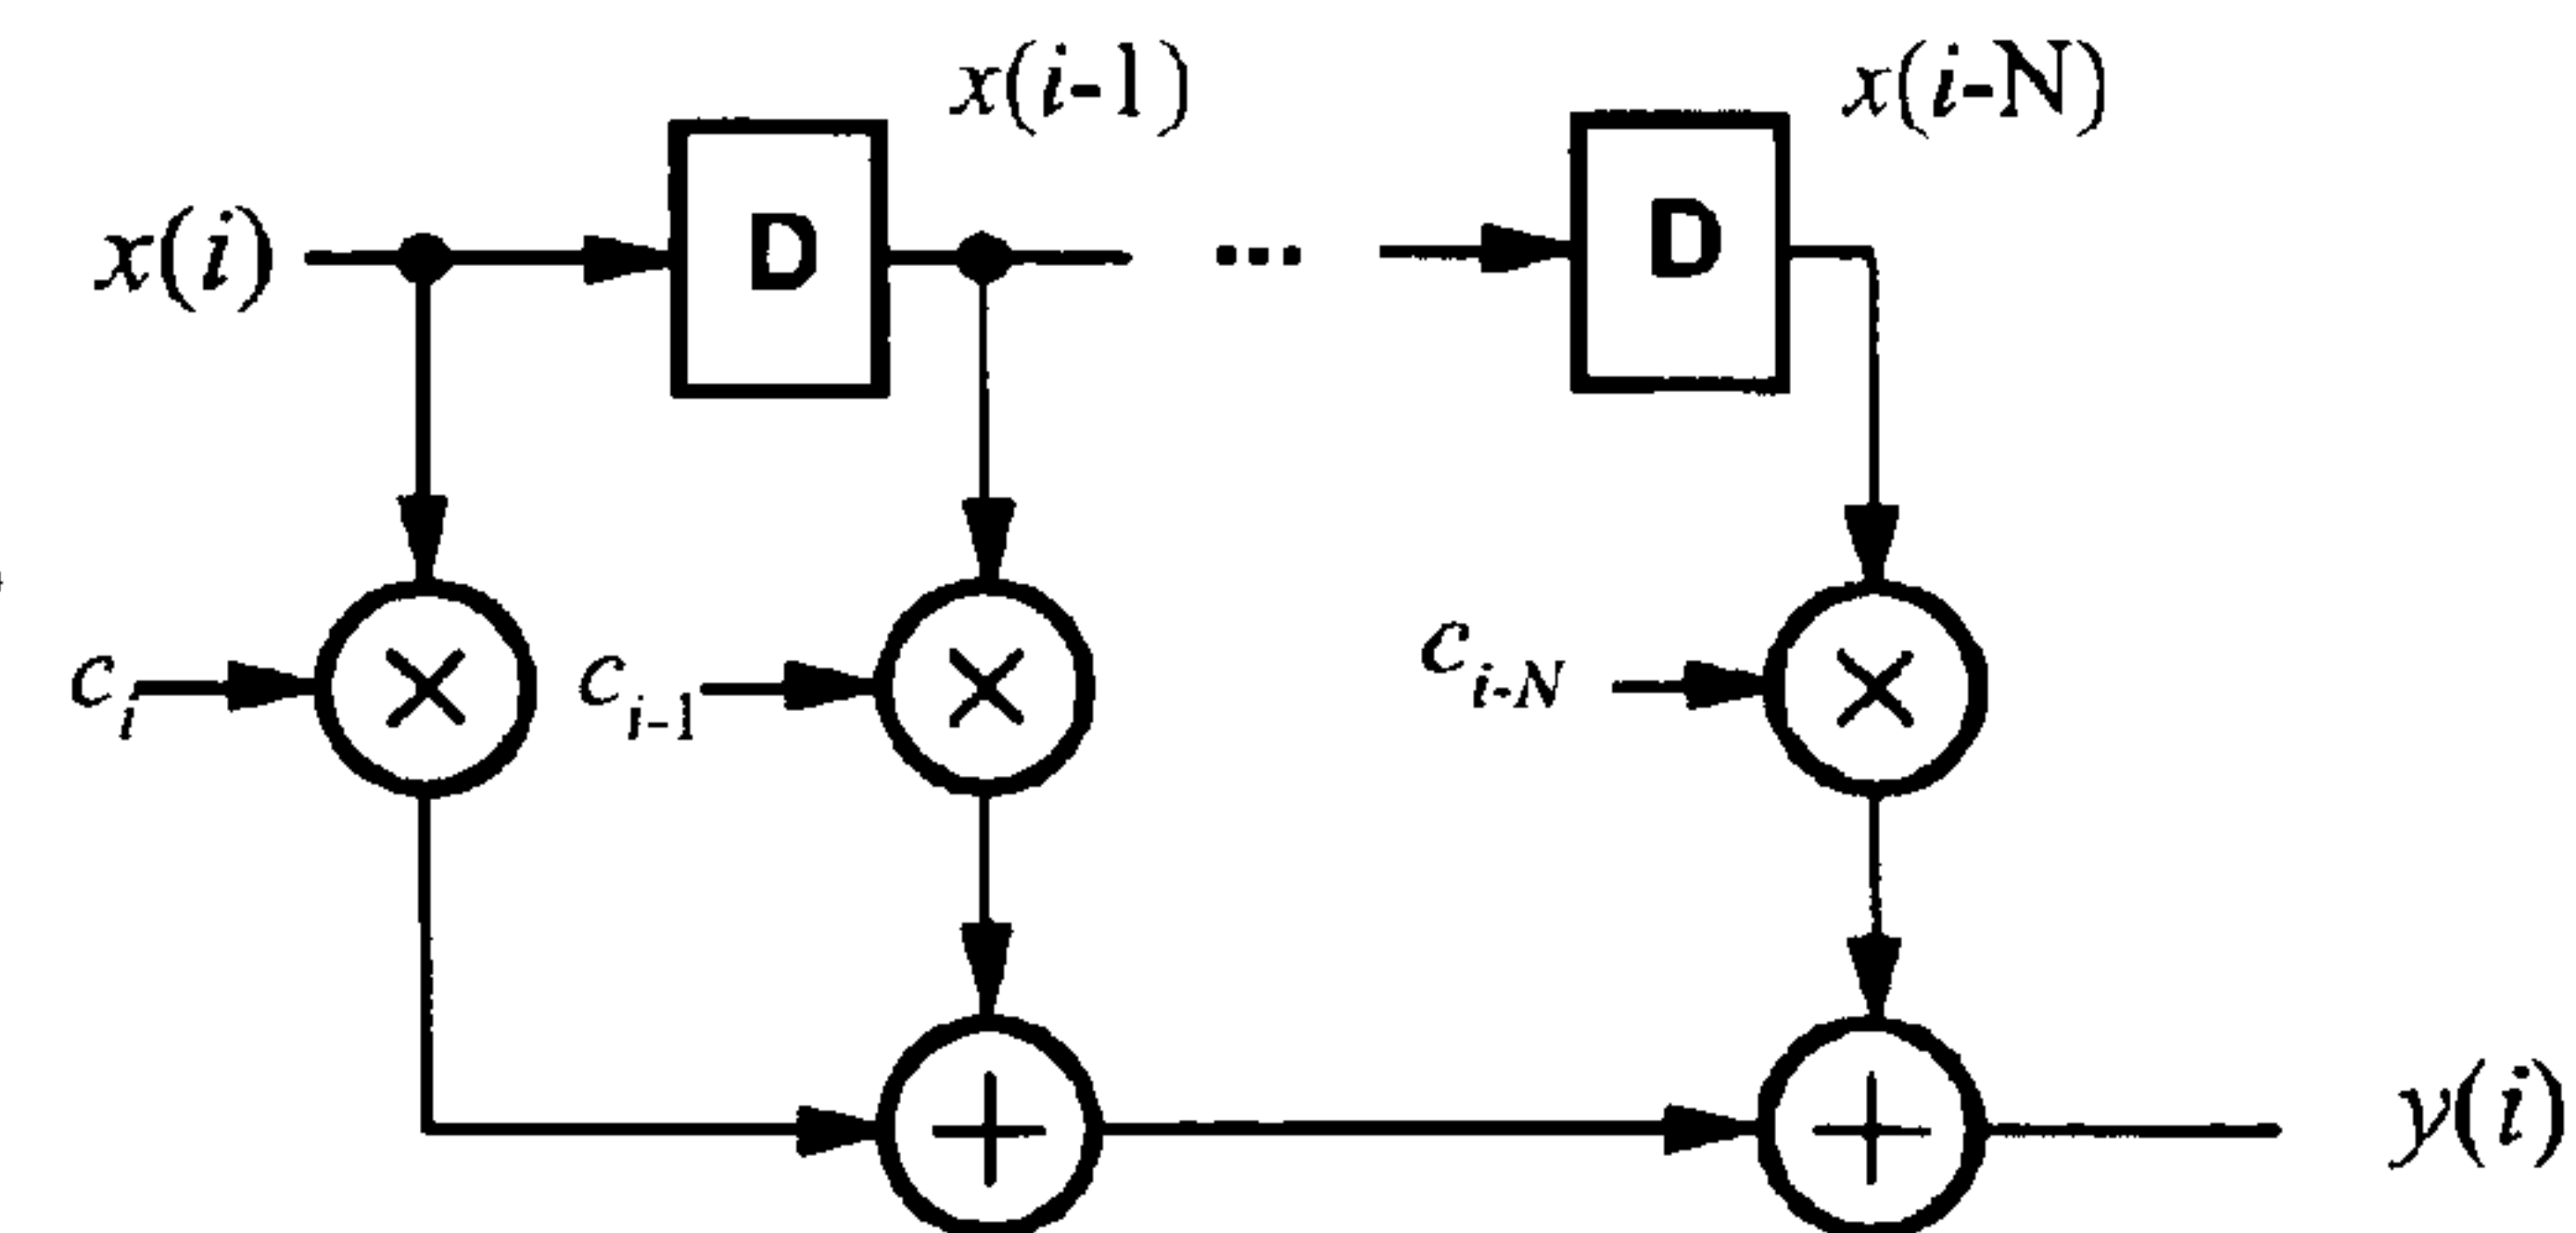 x(i-1)
x(i-N)
x(i)
D
...
D
c_i
c_{i-1}
c_{i-N}
×
×
×
+
+
y(i)